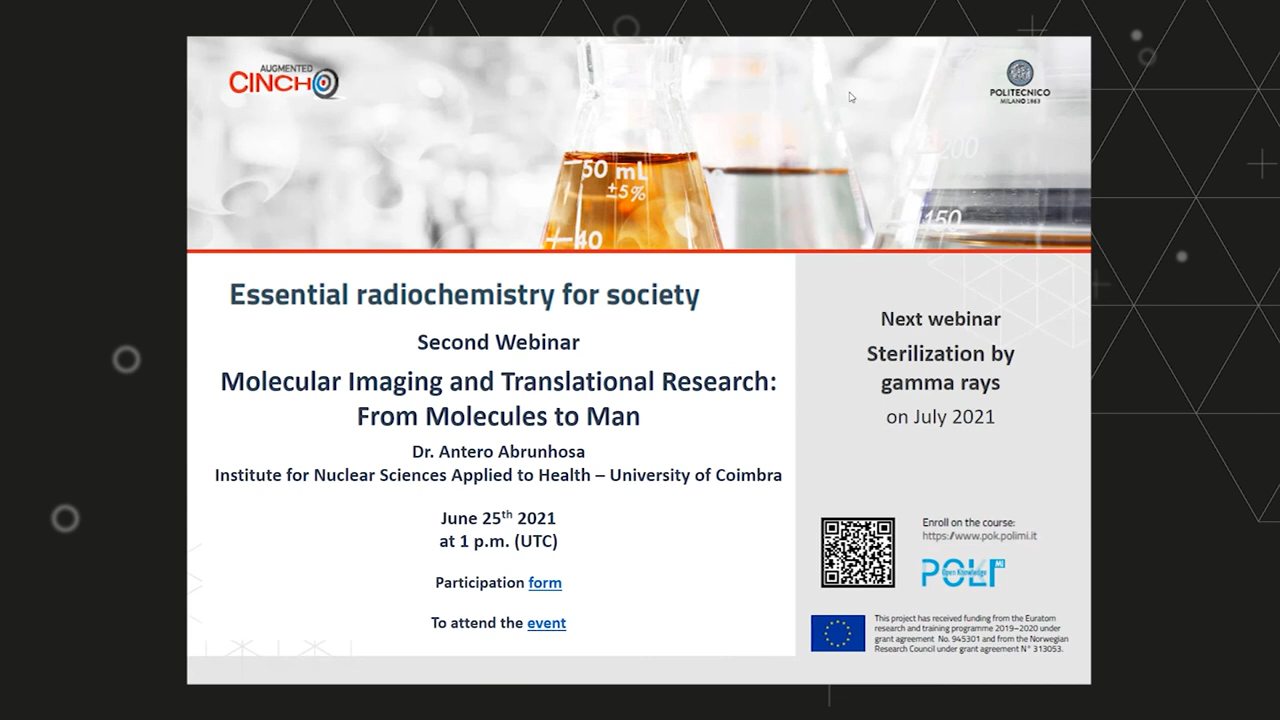 AUGMENTED
CINCH
POLITECNICO
MILANO 1863
200
50 mL
±5%
150
40
Essential radiochemistry for society
Second Webinar
Molecular Imaging and Translational Research:
From Molecules to Man
Dr. Antero Abrunhosa
Institute for Nuclear Sciences Applied to Health – University of Coimbra
June 25th 2021
at 1 p.m. (UTC)
Participation form
To attend the event
Next webinar
Sterilization by
gamma rays
on July 2021
Enroll on the course:
https://www.pok.polimi.it
POLIMI
Open Knowledge
This project has received funding from the Euratom
research and training programme 2019–2020 under
grant agreement No. 945301 and from the Norwegian
Research Council under grant agreement N° 313053.